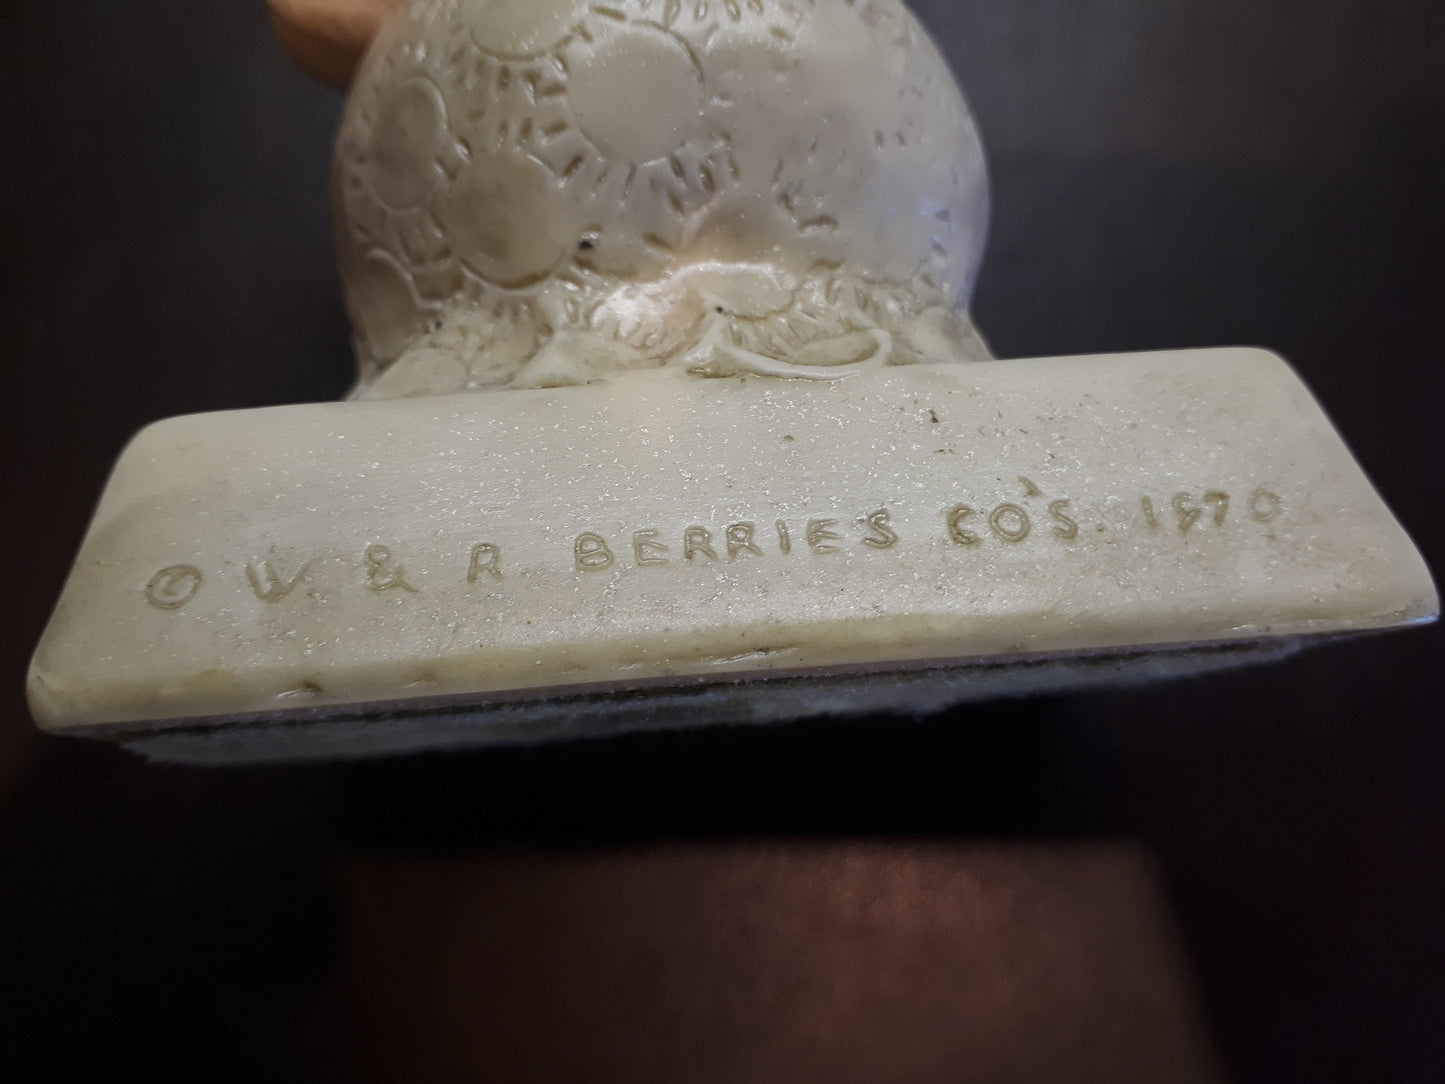 © W & R BERRIES CO'S. 1970